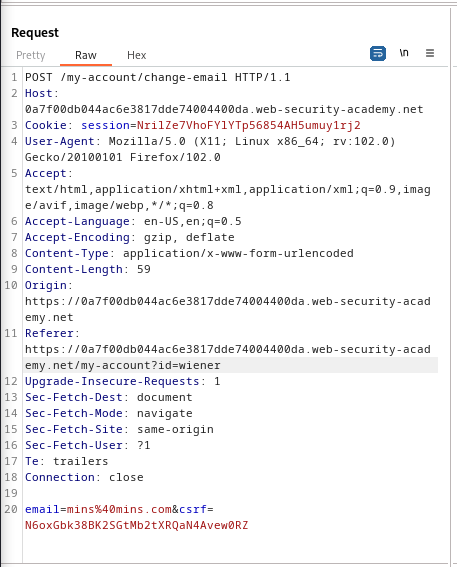 Request
Pretty Raw Hex \n
1 POST /my-account/change-email HTTP/1.1
2 Host:
0a7f00db044ac6e3817dde74004400da.web-security-academy.net
3 Cookie: session=NrilZe7VhoFYlYTp56854AH5umuy1rj2
4 User-Agent: Mozilla/5.0 (X11; Linux x86_64; rv:102.0)
Gecko/20100101 Firefox/102.0
5 Accept:
text/html,application/xhtml+xml,application/xml;q=0.9,imag
e/avif,image/webp,*/*;q=0.8
6 Accept-Language: en-US,en;q=0.5
7 Accept-Encoding: gzip, deflate
8 Content-Type: application/x-www-form-urlencoded
9 Content-Length: 59
10 Origin:
https://0a7f00db044ac6e3817dde74004400da.web-security-acad
emy.net
11 Referer:
https://0a7f00db044ac6e3817dde74004400da.web-security-acad
emy.net/my-account?id=wiener
12 Upgrade-Insecure-Requests: 1
13 Sec-Fetch-Dest: document
14 Sec-Fetch-Mode: navigate
15 Sec-Fetch-Site: same-origin
16 Sec-Fetch-User: ?1
17 Te: trailers
18 Connection: close
19
20 email=mins%40mins.com&csrf=
N6oxGbk38BK2SGtMb2tXRQaN4Avew0RZ